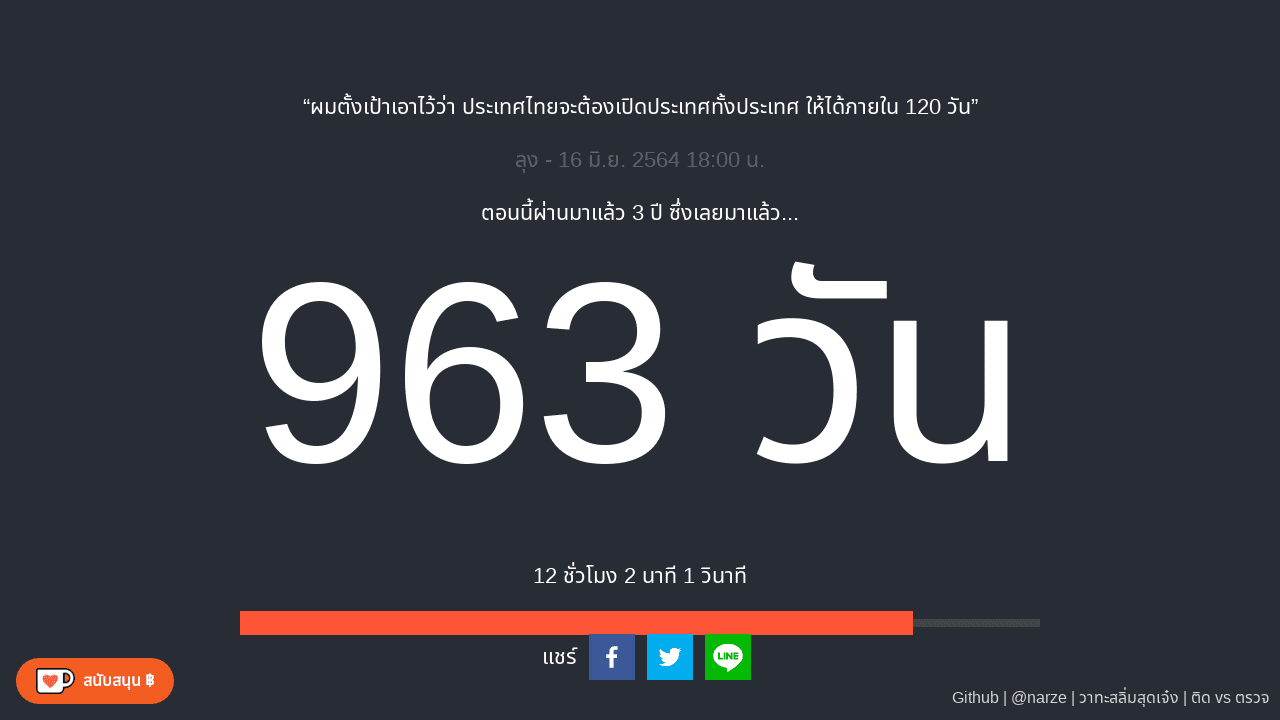 “ผมตั้งเป้าเอาไว้ว่า ประเทศไทยจะต้องเปิดประเทศทั้งประเทศ ให้ได้ภายใน 120 วัน”
ลุง - 16 มิ.ย. 2564 18:00 น.
ตอนนี้ผ่านมาแล้ว 3 ปี ซึ่งเลยมาแล้ว...
963 วัน
12 ชั่วโมง 2 นาที 1 วินาที
แชร์
LINE
สนับสนุน ฿
Github | @narze | วาทะสลิ่มสุดเจ๋ง | ติด vs ตรวจ